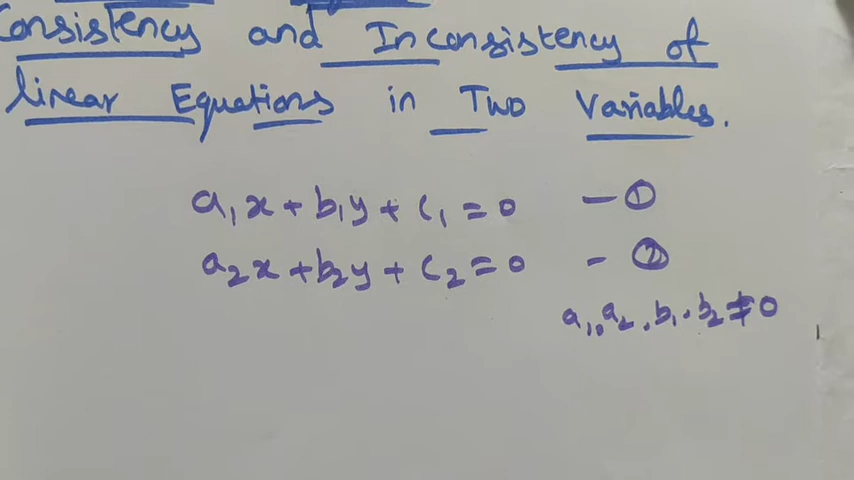 Consistency and Inconsistency of
linear Equations in Two Variables.
a₁x + b₁y + c₁ = 0 — ①
a₂x + b₂y + c₂ = 0 - ②
a₁, a₂, b₁, b₂ ≠ 0